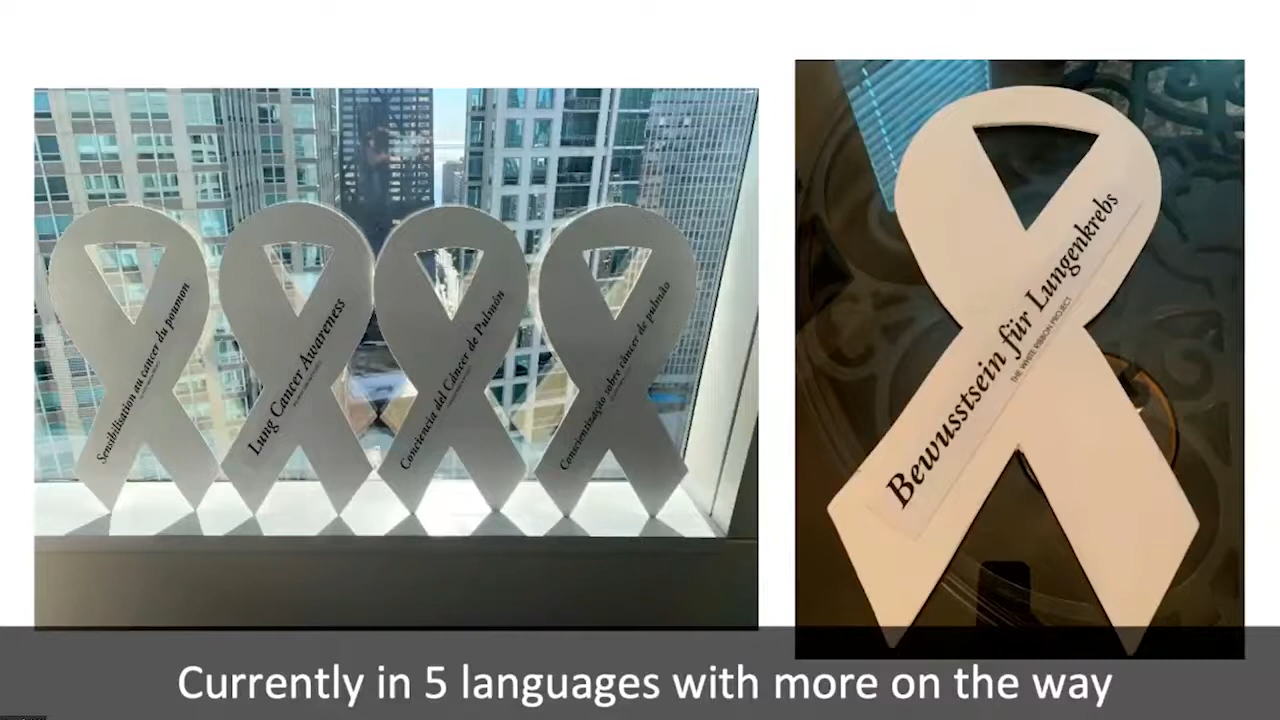 Sensibilisation au cancer du poumon
Lung Cancer Awareness
Conciencia del Cáncer de Pulmón
Conscientização sobre câncer de pulmão
Bewusstsein für Lungenkrebs
THE WHITE RIBBON PROJECT
Currently in 5 languages with more on the way